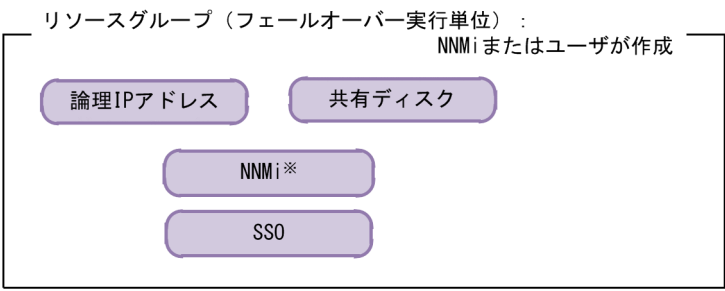 リソースグループ（フェールオーバー実行単位）：
NNMiまたはユーザが作成
論理IPアドレス
共有ディスク
NNMi※
SSO